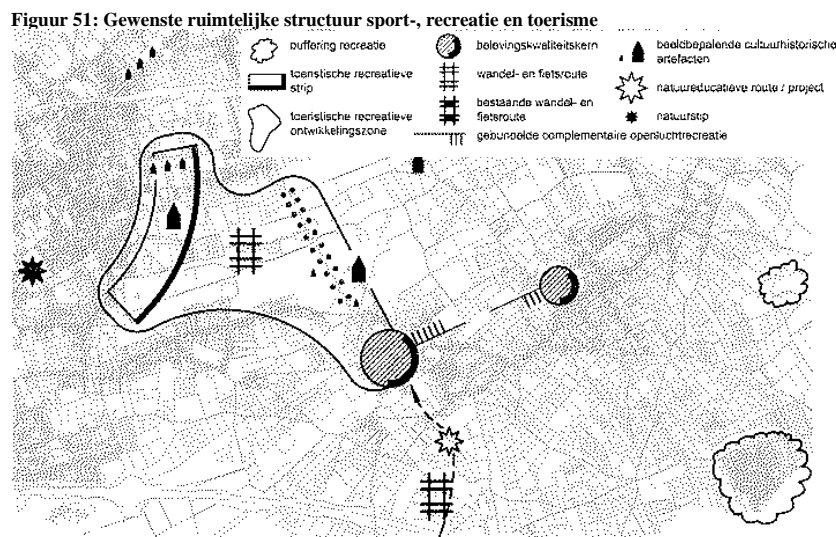 Figuur 51: Gewenste ruimtelijke structuur sport-, recreatie en toerisme
buffering recreatie
toeristische recreatieve
strip
toeristische recreatieve
ontwikkelingszone
belevingskwaliteitskern
wandel- en fietsroute
bestaande wandel- en
fietsroute
gebundelde complementaire openluchtrecreatie
beeldbepalende cultuurhistorische
artefacten
natuureducatieve route / project
natuurstip